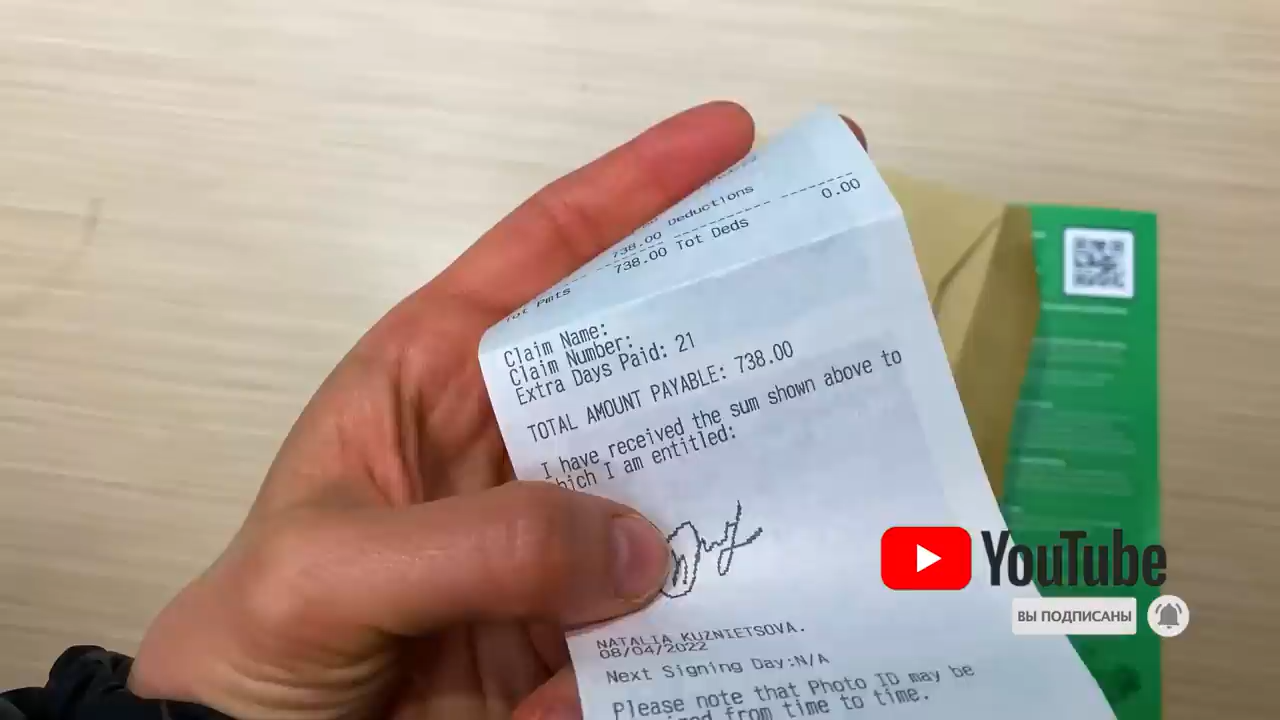 738.00 Deductions 0.00
Tot Pmts 738.00 Tot Deds
Claim Name:
Claim Number:
Extra Days Paid: 21
TOTAL AMOUNT PAYABLE: 738.00
I have received the sum shown above to
which I am entitled:
NATALIA KUZNIETSOVA.
08/04/2022
Next Signing Day:N/A
Please note that Photo ID may be
from time to time.
YouTube
ВЫ ПОДПИСАНЫ